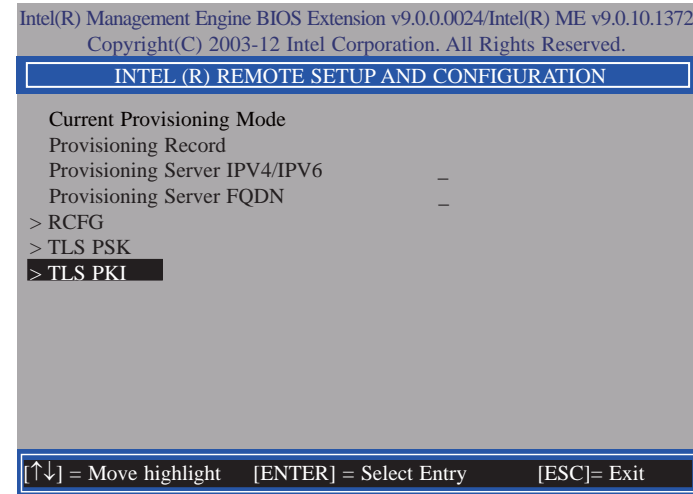 Intel(R) Management Engine BIOS Extension v9.0.0.0024/Intel(R) ME v9.0.10.1372
Copyright(C) 2003-12 Intel Corporation. All Rights Reserved.
INTEL (R) REMOTE SETUP AND CONFIGURATION
Current Provisioning Mode
Provisioning Record
Provisioning Server IPV4/IPV6 _
Provisioning Server FQDN _
> RCFG
> TLS PSK
> TLS PKI
[↑↓] = Move highlight [ENTER] = Select Entry [ESC]= Exit